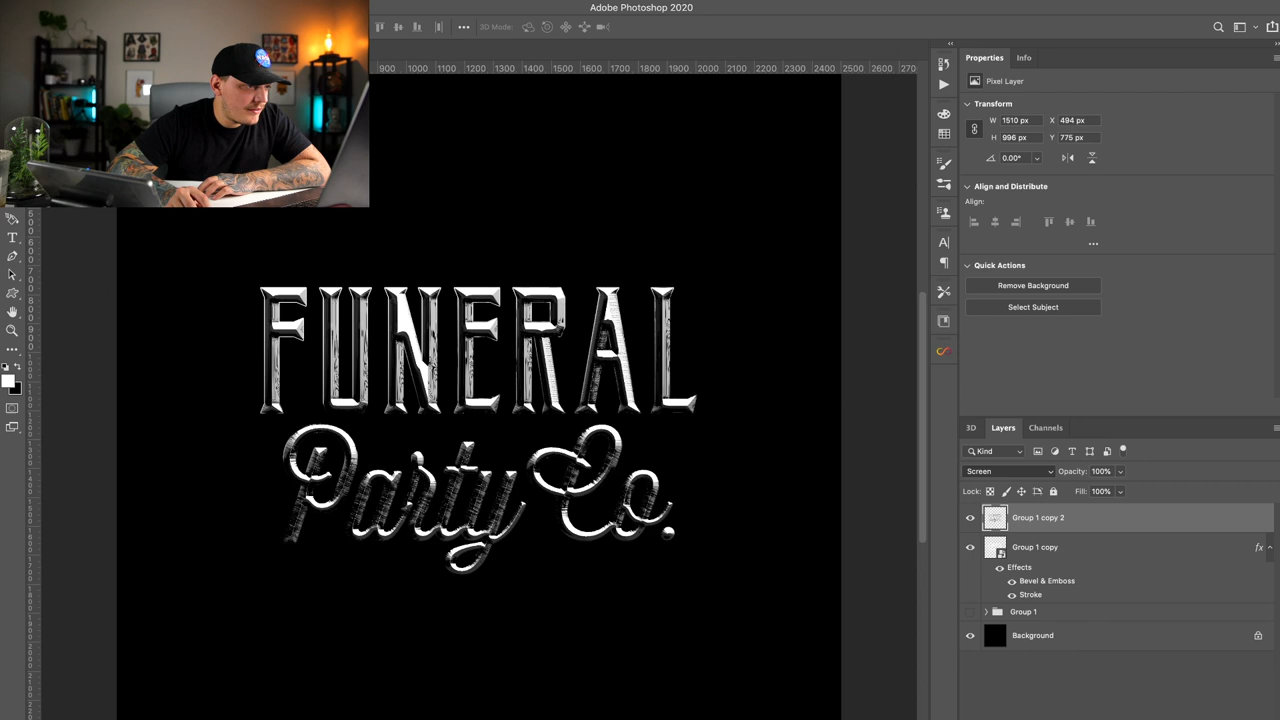 Adobe Photoshop 2020
3D Mode:
900 1000 1100 1200 1300 1400 1500 1600 1700 1800 1900 2000 2100 2200 2300 2400 2500 2600 270
Properties Info
Pixel Layer
Transform
W 1510 px X 494 px
H 996 px Y 775 px
0.00°
Align and Distribute
Align:
Quick Actions
Remove Background
Select Subject
FUNERAL
Party Co.
3D Layers Channels
Kind
Screen Opacity: 100%
Lock: Fill: 100%
Group 1 copy 2
Group 1 copy fx
Effects
Bevel & Emboss
Stroke
Group 1
Background